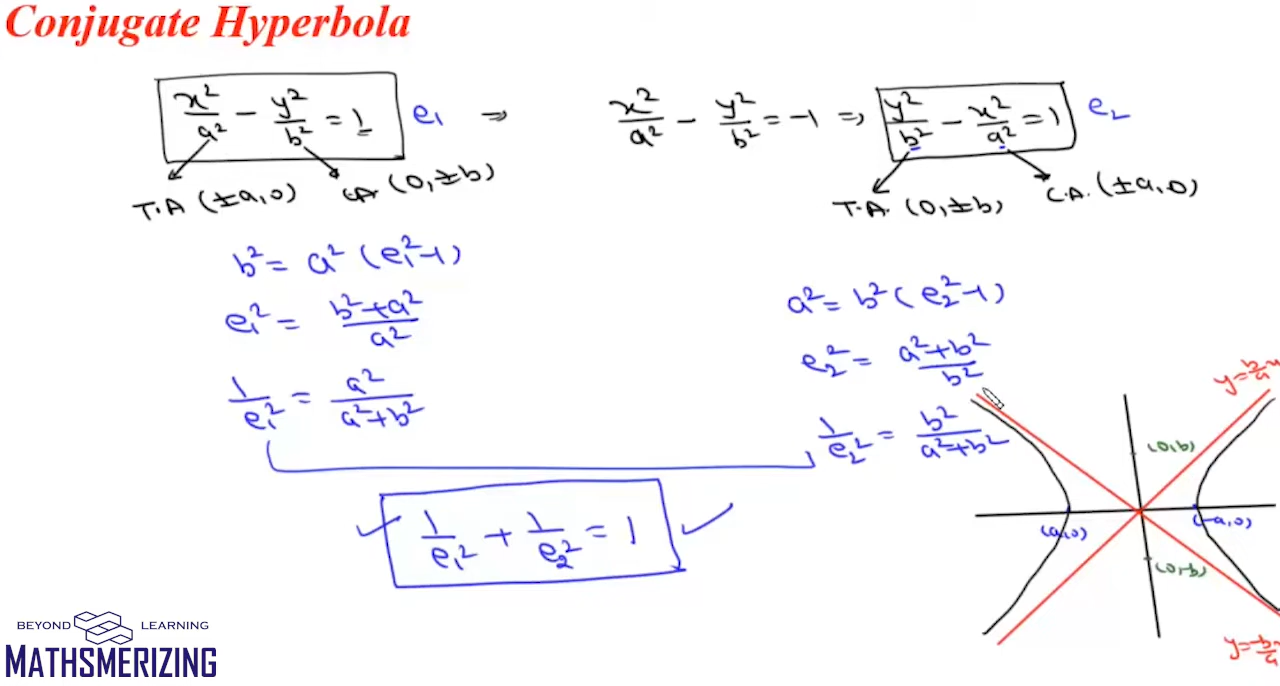 Conjugate Hyperbola
x²/a² - y²/b² = 1 e₁ ⇒ x²/a² - y²/b² = -1 ⇒ y²/b² - x²/a² = 1 e₂
T.A (±a,0) C.A. (0,±b) T.A. (0,±b) C.A. (±a,0)
b² = a² (e₁²-1)
e₁² = b²+a²/a²
1/e₁² = a²/a²+b²
a² = b² (e₂²-1)
e₂² = a²+b²/b²
1/e₂² = b²/a²+b²
1/e₁² + 1/e₂² = 1
y=b/a x
(0,b)
(a,0) (-a,0)
(0,-b)
y=-b/a
BEYOND LEARNING
MATHSMERIZING